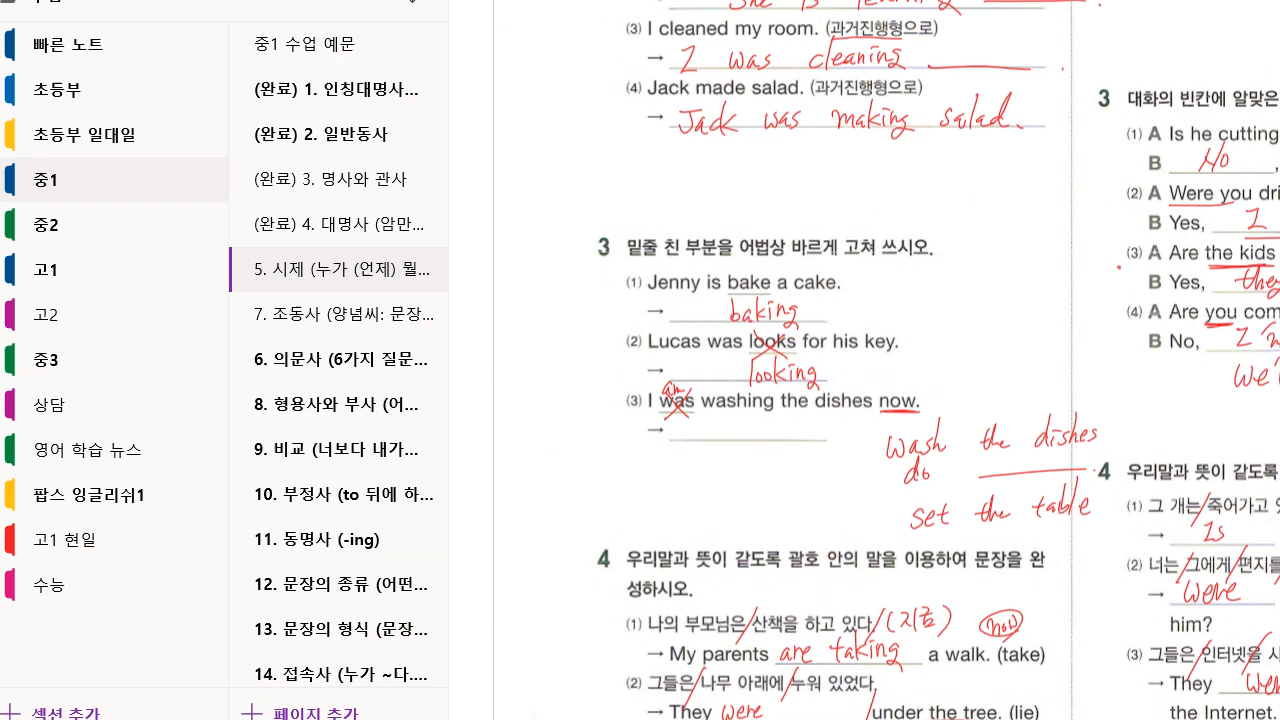 빠른 노트
초등부
초등부 일대일
중1
중2
고1
고2
중3
상담
영어 학습 뉴스
팝스 잉글리쉬1
고1 현일
수능
섹션 추가
중1 수업 예문
(완료) 1. 인칭대명사...
(완료) 2. 일반동사
(완료) 3. 명사와 관사
(완료) 4. 대명사 (암만...
5. 시제 (누가 (언제) 뭘...
7. 조동사 (양념씨: 문장...
6. 의문사 (6가지 질문...
8. 형용사와 부사 (어...
9. 비교 (너보다 내가...
10. 부정사 (to 뒤에 하...
11. 동명사 (-ing)
12. 문장의 종류 (어떤...
13. 문장의 형식 (문장...
14. 접속사 (누가 ~다....
페이지 추가
She is learning
(3) I cleaned my room. (과거진행형으로)
→ I was cleaning
(4) Jack made salad. (과거진행형으로)
→ Jack was making salad.
3 밑줄 친 부분을 어법상 바르게 고쳐 쓰시오.
(1) Jenny is bake a cake.
→ baking
(2) Lucas was looks for his key.
→ looking
am
(3) I was washing the dishes now.
→
wash the dishes
do
set the table
4 우리말과 뜻이 같도록 괄호 안의 말을 이용하여 문장을 완
성하시오.
(1) 나의 부모님은 산책을 하고 있다. (지금) now
→ My parents are taking a walk. (take)
(2) 그들은 나무 아래에 누워 있었다.
→ They were under the tree. (lie)
3 대화의 빈칸에 알맞은
(1) A Is he cutting
B No,
(2) A Were you dri
B Yes, I
(3) A Are the kids
B Yes, they
(4) A Are you com
B No, I'm
we'
4 우리말과 뜻이 같도록
(1) 그 개는 죽어가고 있
→ Is
(2) 너는 그에게 편지를
→ were
him?
(3) 그들은 인터넷을 사
→ They were
the Internet